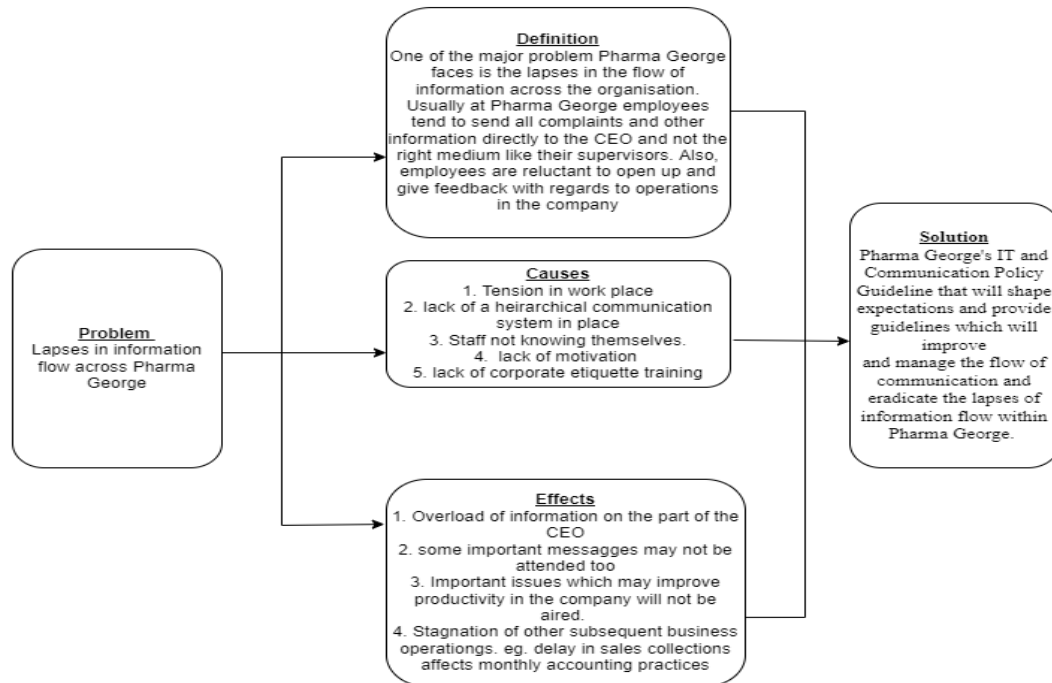 Problem
Lapses in information
flow across Pharma
George
Definition
One of the major problem Pharma George
faces is the lapses in the flow of
information across the organisation.
Usually at Pharma George employees
tend to send all complaints and other
information directly to the CEO and not the
right medium like their supervisors. Also,
employees are reluctant to open up and
give feedback with regards to operations
in the company
Causes
1. Tension in work place
2. lack of a heirarchical communication
system in place
3. Staff not knowing themselves.
4. lack of motivation
5. lack of corporate etiquette training
Effects
1. Overload of information on the part of the
CEO
2. some important messagges may not be
attended too
3. Important issues which may improve
productivity in the company will not be
aired.
4. Stagnation of other subsequent business
operationgs. eg. delay in sales collections
affects monthly accounting practices
Solution
Pharma George's IT and
Communication Policy
Guideline that will shape
expectations and provide
guidelines which will
improve
and manage the flow of
communication and
eradicate the lapses of
information flow within
Pharma George.